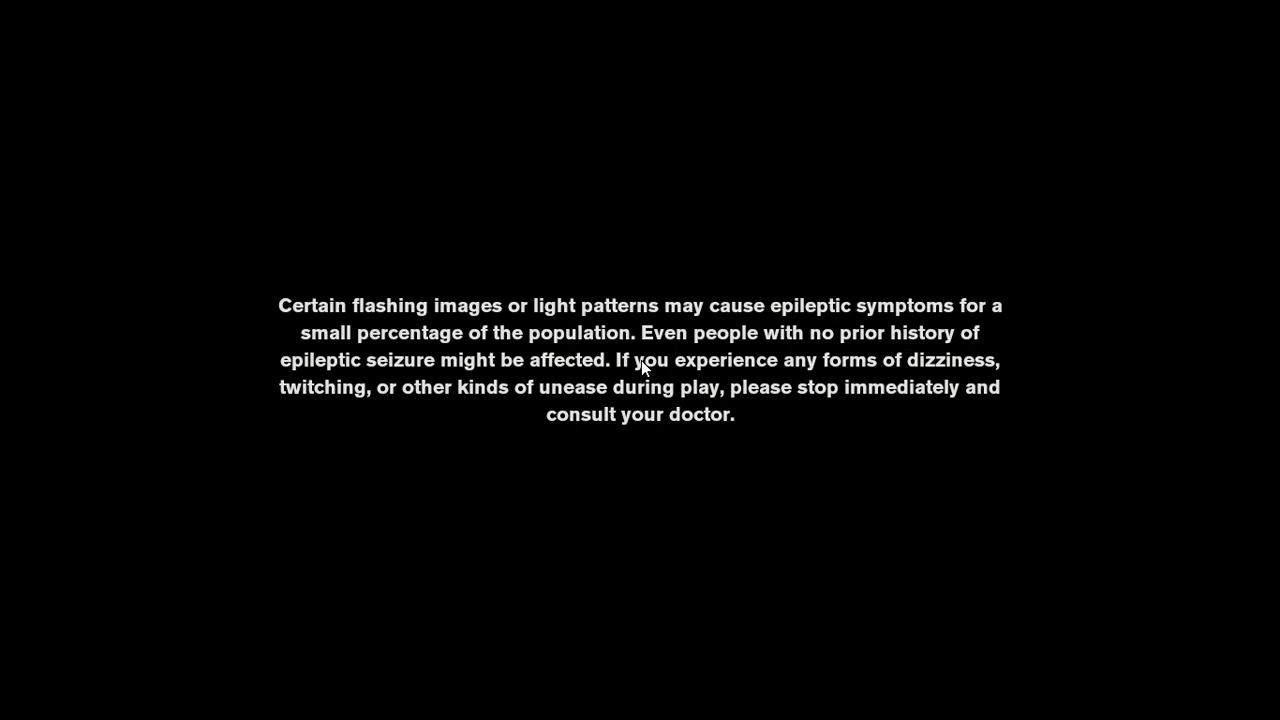 Certain flashing images or light patterns may cause epileptic symptoms for a
small percentage of the population. Even people with no prior history of
epileptic seizure might be affected. If you experience any forms of dizziness,
twitching, or other kinds of unease during play, please stop immediately and
consult your doctor.